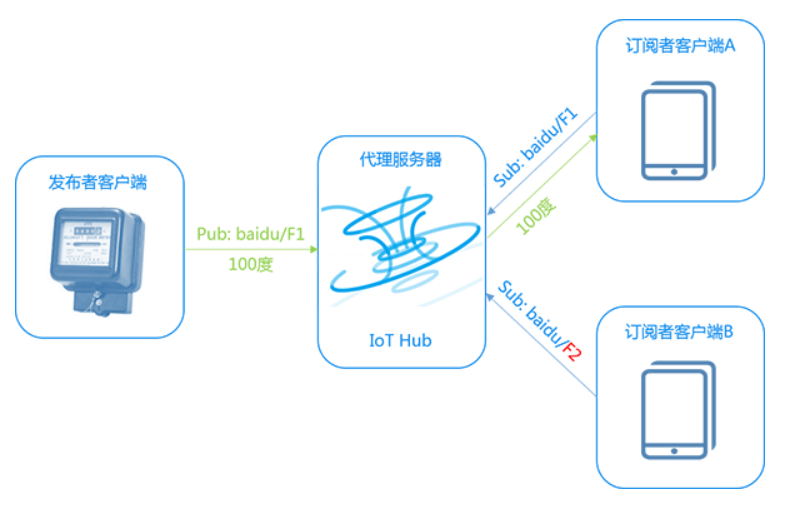 发布者客户端
Pub: baidu/F1
100度
代理服务器
IoT Hub
Sub: baidu/F1
100度
订阅者客户端A
Sub: baidu/F2
订阅者客户端B